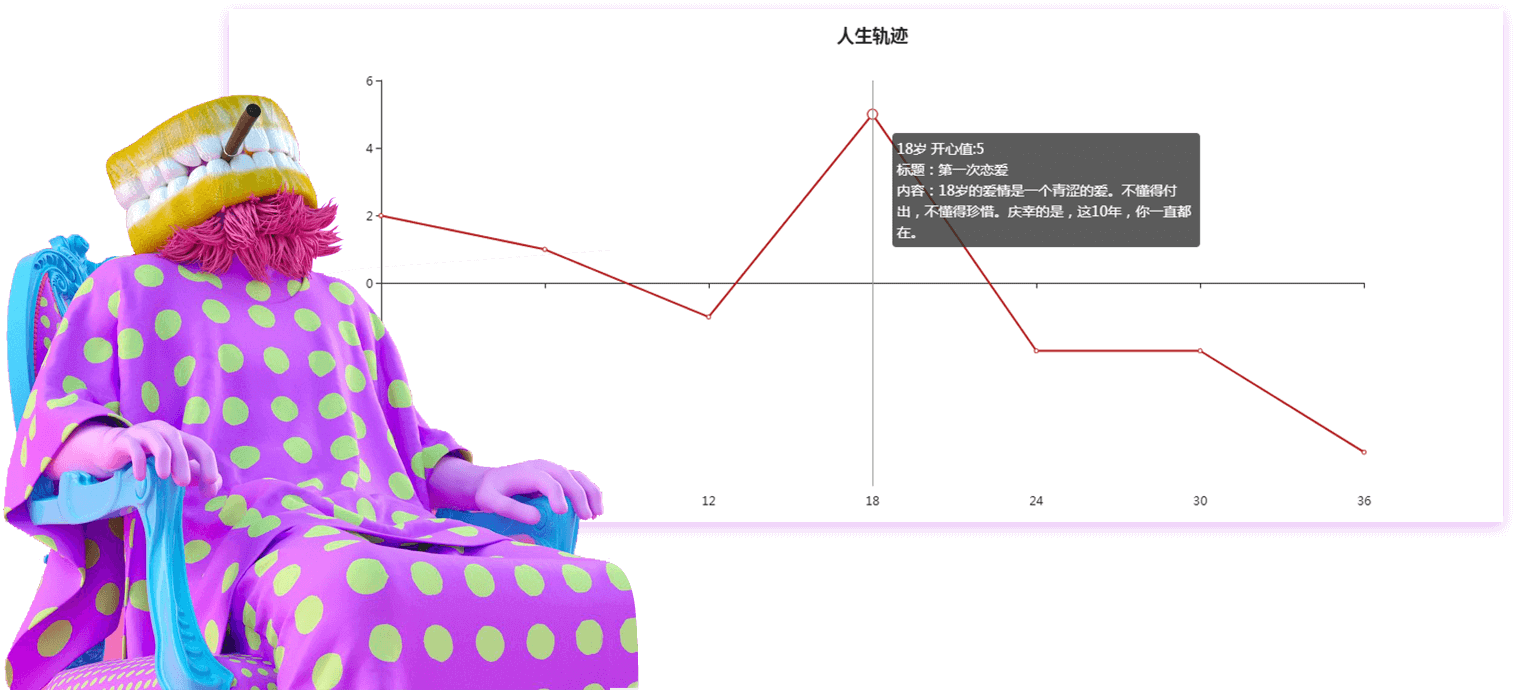 人生轨迹
6
4
2
0
18岁 开心值:5
标题：第一次恋爱
内容：18岁的爱情是一个青涩的爱。不懂得付
出，不懂得珍惜。庆幸的是，这10年，你一直都
在。
12
18
24
30
36